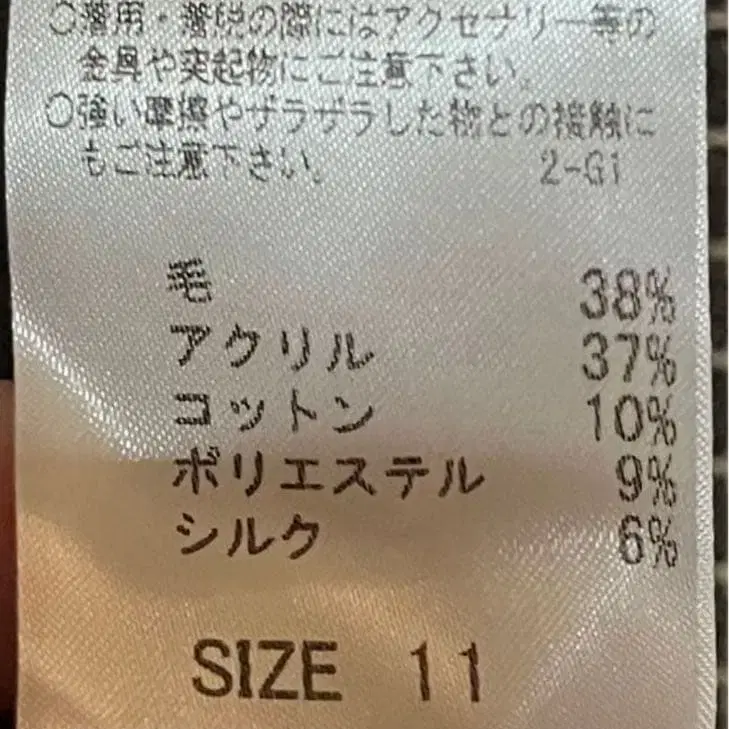 ○着用・着脱の際にはアクセサリー等の
金具や突起物にご注意下さい。
○強い摩擦やザラザラした物との接触に
もご注意下さい。 2-G1
毛 38%
アクリル 37%
コットン 10%
ポリエステル 9%
シルク 6%
SIZE 11